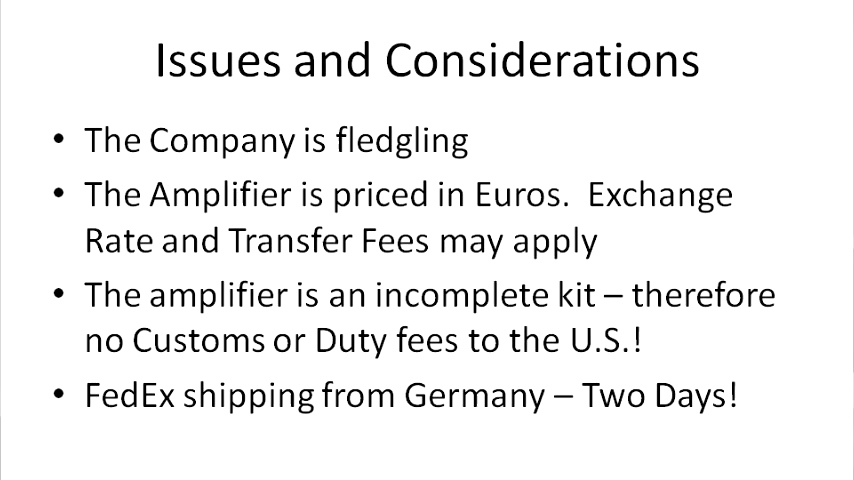 Issues and Considerations
• The Company is fledgling
• The Amplifier is priced in Euros.  Exchange
Rate and Transfer Fees may apply
• The amplifier is an incomplete kit – therefore
no Customs or Duty fees to the U.S.!
• FedEx shipping from Germany – Two Days!